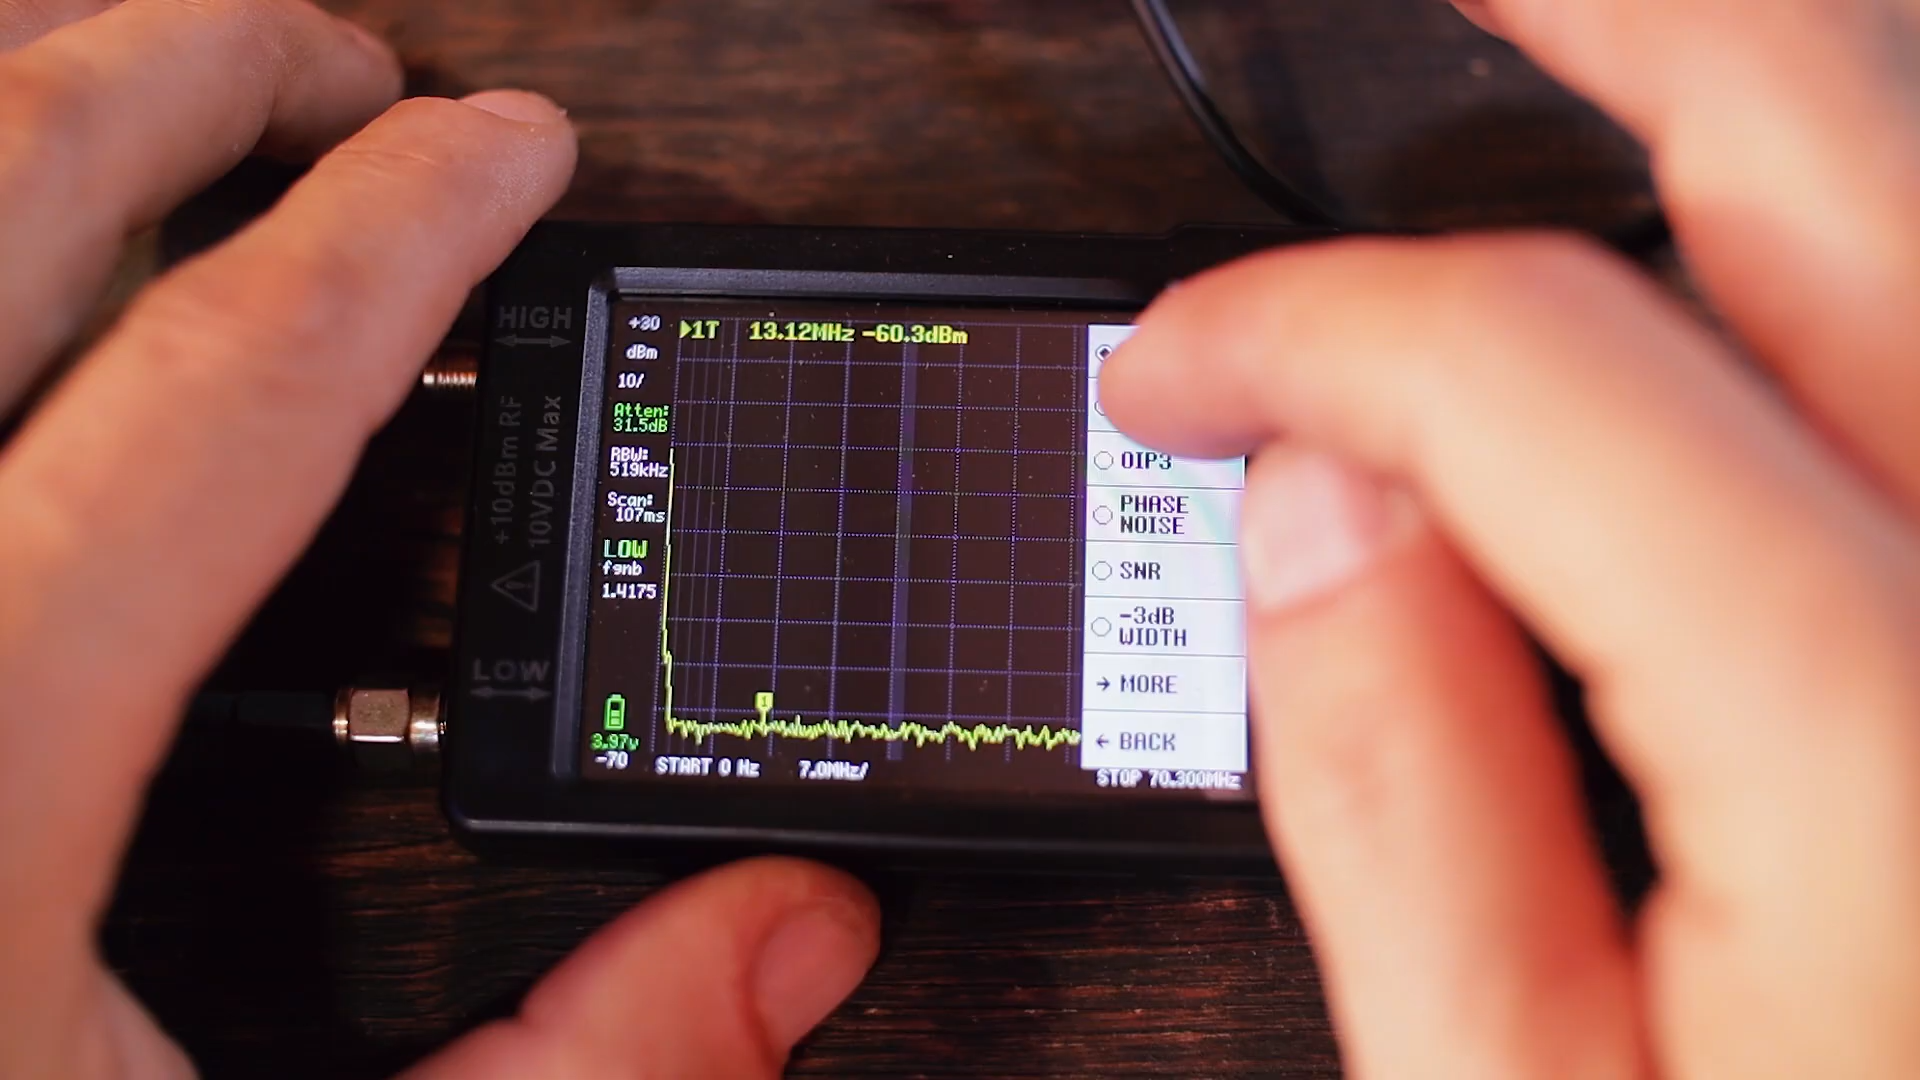 HIGH
+10dBm RF
10VDC Max
LOW
+30
dBm
10/
Atten:
31.5dB
RBW:
519kHz
Scan:
107ms
LOW
fgnb
1.4175
3.97v
-70
1T 13.12MHz -60.3dBm
1
START 0 Hz 7.0MHz/ STOP 70.300MHz
OIP3
PHASE
NOISE
SNR
-3dB
WIDTH
→ MORE
← BACK